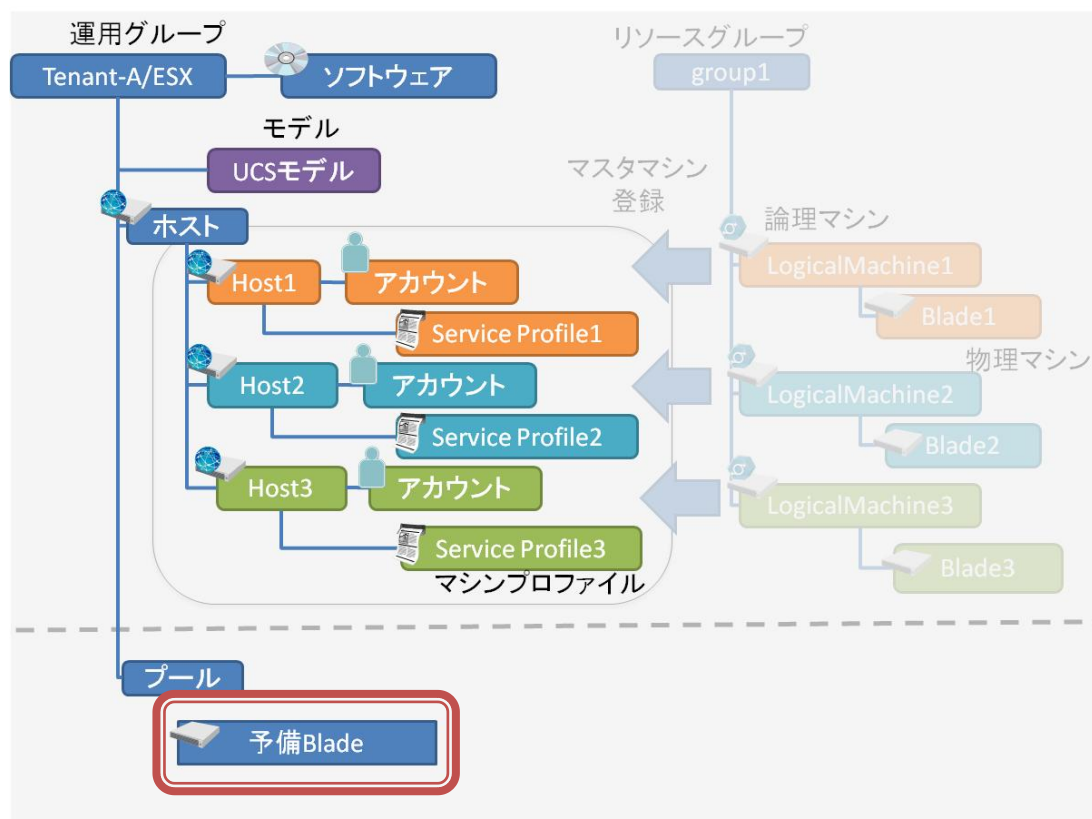 運用グループ
Tenant-A/ESX
ソフトウェア
リソースグループ
group1
モデル
UCSモデル
マスタマシン
登録
ホスト
論理マシン
Host1
アカウント
LogicalMachine1
Service Profile1
Blade1
物理マシン
Host2
アカウント
LogicalMachine2
Service Profile2
Blade2
Host3
アカウント
LogicalMachine3
Service Profile3
Blade3
マシンプロファイル
プール
予備Blade